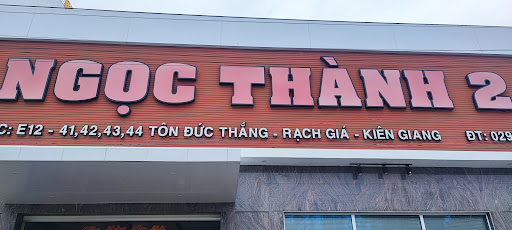 NGỌC THÀNH 2
C: E12 - 41,42,43,44 TÔN ĐỨC THẮNG - RẠCH GIÁ - KIÊN GIANG ĐT: 029